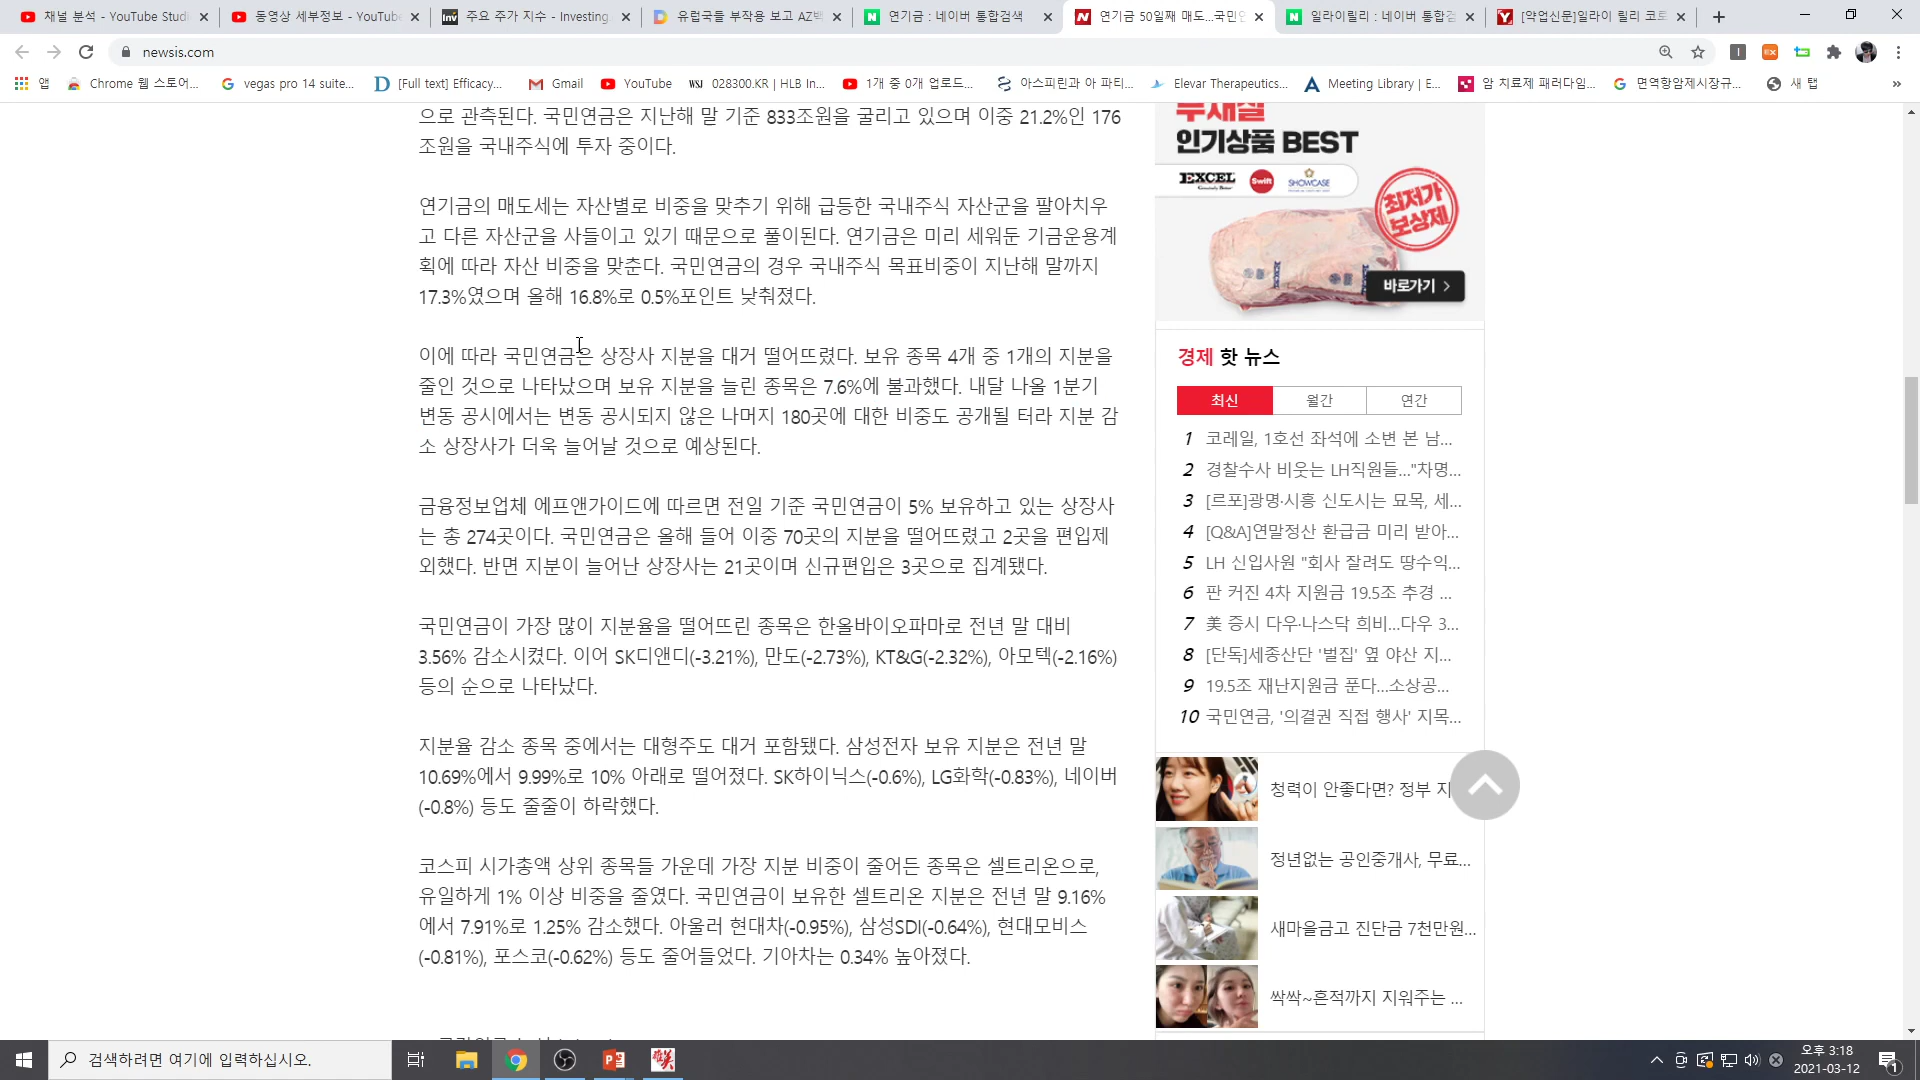 채널 분석 - YouTube Stud
동영상 세부정보 - YouTube
주요 주가 지수 - Investing.
유럽국들 부작용 보고 AZ백
연기금 : 네이버 통합검색
연기금 50일째 매도...국민연
일라이릴리 : 네이버 통합검
[약업신문]일라이 릴리 코로
newsis.com
앱
Chrome 웹 스토어...
vegas pro 14 suite...
[Full text] Efficacy...
Gmail
YouTube
WSJ 028300.KR | HLB In...
1개 중 0개 업로드...
아스피린과 아 파티...
Elevar Therapeutics...
Meeting Library | E...
암 치료제 패러다임...
면역항암제시장규...
새 탭
으로 관측된다. 국민연금은 지난해 말 기준 833조원을 굴리고 있으며 이중 21.2%인 176
조원을 국내주식에 투자 중이다.
연기금의 매도세는 자산별로 비중을 맞추기 위해 급등한 국내주식 자산군을 팔아치우
고 다른 자산군을 사들이고 있기 때문으로 풀이된다. 연기금은 미리 세워둔 기금운용계
획에 따라 자산 비중을 맞춘다. 국민연금의 경우 국내주식 목표비중이 지난해 말까지
17.3%였으며 올해 16.8%로 0.5%포인트 낮춰졌다.
이에 따라 국민연금은 상장사 지분을 대거 떨어뜨렸다. 보유 종목 4개 중 1개의 지분을
줄인 것으로 나타났으며 보유 지분을 늘린 종목은 7.6%에 불과했다. 내달 나올 1분기
변동 공시에서는 변동 공시되지 않은 나머지 180곳에 대한 비중도 공개될 터라 지분 감
소 상장사가 더욱 늘어날 것으로 예상된다.
금융정보업체 에프앤가이드에 따르면 전일 기준 국민연금이 5% 보유하고 있는 상장사
는 총 274곳이다. 국민연금은 올해 들어 이중 70곳의 지분을 떨어뜨렸고 2곳을 편입제
외했다. 반면 지분이 늘어난 상장사는 21곳이며 신규편입은 3곳으로 집계됐다.
국민연금이 가장 많이 지분율을 떨어뜨린 종목은 한올바이오파마로 전년 말 대비
3.56% 감소시켰다. 이어 SK디앤디(-3.21%), 만도(-2.73%), KT&G(-2.32%), 아모텍(-2.16%)
등의 순으로 나타났다.
지분율 감소 종목 중에서는 대형주도 대거 포함됐다. 삼성전자 보유 지분은 전년 말
10.69%에서 9.99%로 10% 아래로 떨어졌다. SK하이닉스(-0.6%), LG화학(-0.83%), 네이버
(-0.8%) 등도 줄줄이 하락했다.
코스피 시가총액 상위 종목들 가운데 가장 지분 비중이 줄어든 종목은 셀트리온으로,
유일하게 1% 이상 비중을 줄였다. 국민연금이 보유한 셀트리온 지분은 전년 말 9.16%
에서 7.91%로 1.25% 감소했다. 아울러 현대차(-0.95%), 삼성SDI(-0.64%), 현대모비스
(-0.81%), 포스코(-0.62%) 등도 줄어들었다. 기아차는 0.34% 높아졌다.
인기상품 BEST
EXCEL
Swift
SHOWCASE
최저가
보상제
바로가기 >
경제 핫 뉴스
최신 월간 연간
1 코레일, 1호선 좌석에 소변 본 남...
2 경찰수사 비웃는 LH직원들..."차명...
3 [르포]광명·시흥 신도시는 묘목, 세...
4 [Q&A]연말정산 환급금 미리 받아...
5 LH 신입사원 "회사 잘려도 땅수익...
6 판 커진 4차 지원금 19.5조 추경 ...
7 美 증시 다우·나스닥 희비...다우 3...
8 [단독]세종산단 '벌집' 옆 야산 지...
9 19.5조 재난지원금 푼다...소상공...
10 국민연금, '의결권 직접 행사' 지목...
청력이 안좋다면? 정부 지
정년없는 공인중개사, 무료...
새마을금고 진단금 7천만원...
싹싹~흔적까지 지워주는 ...
검색하려면 여기에 입력하십시오.
오후 3:18
2021-03-12
1